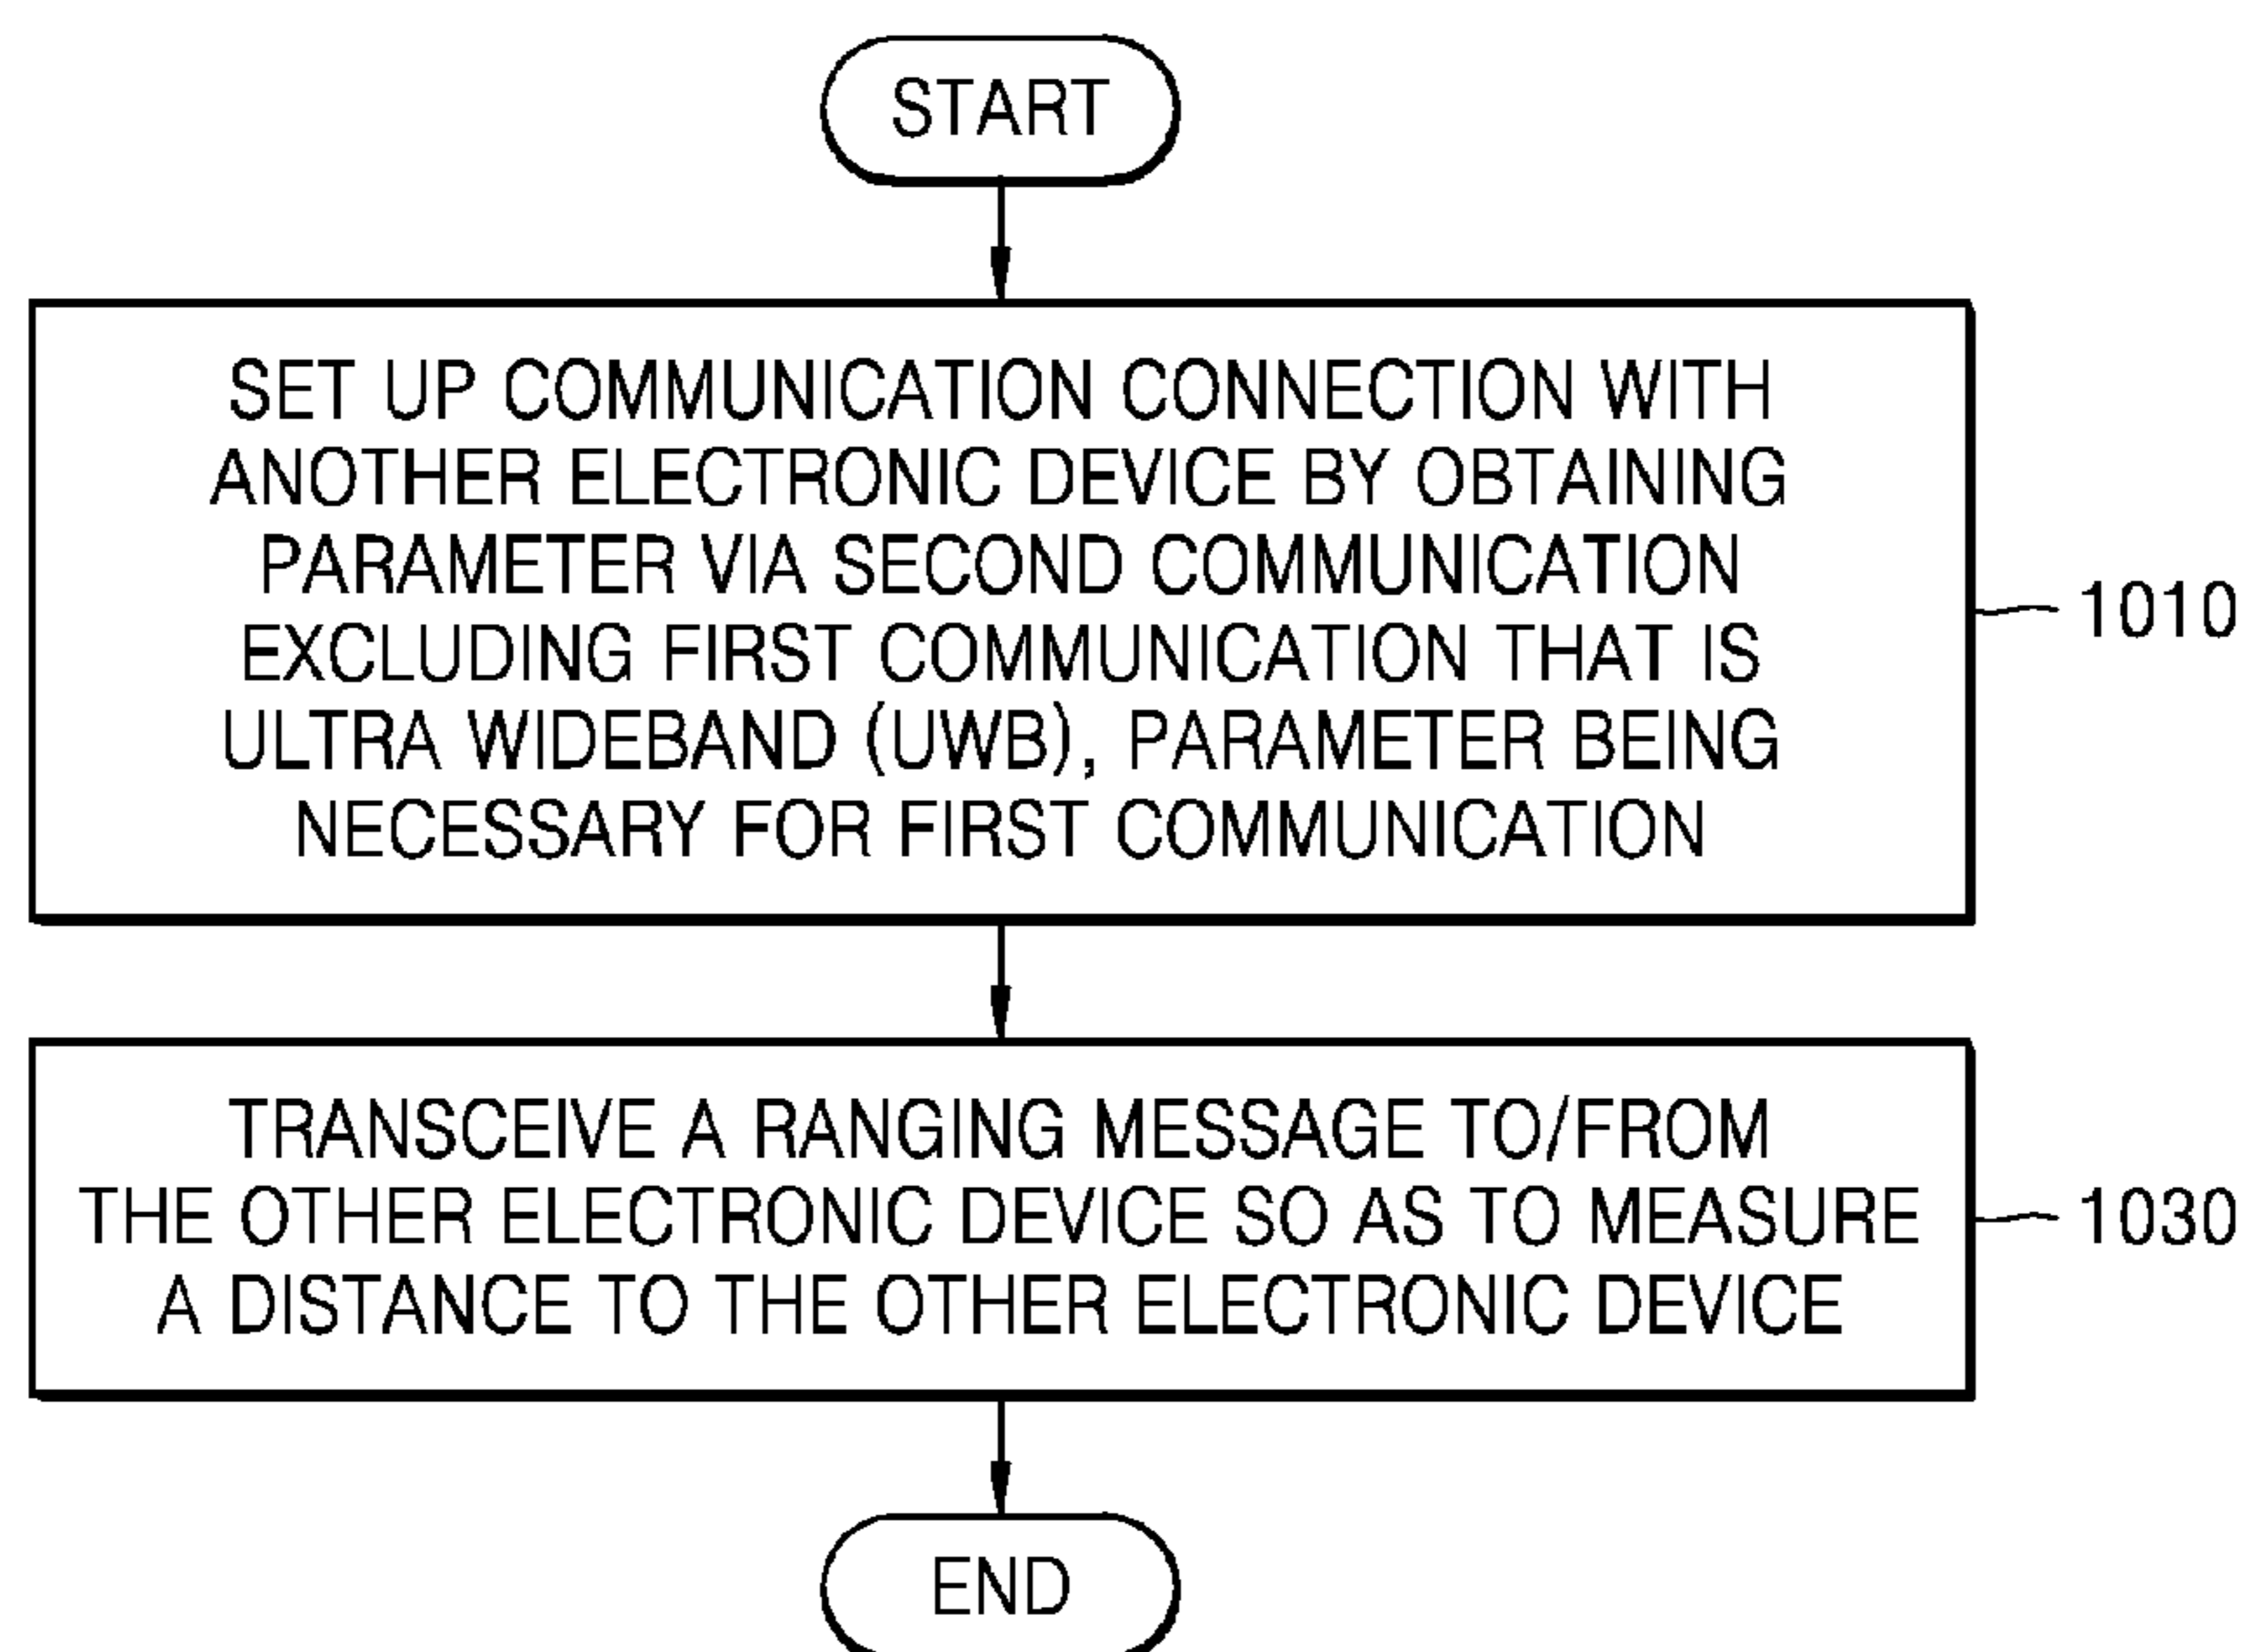 START
SET UP COMMUNICATION CONNECTION WITH
ANOTHER ELECTRONIC DEVICE BY OBTAINING
PARAMETER VIA SECOND COMMUNICATION
EXCLUDING FIRST COMMUNICATION THAT IS
ULTRA WIDEBAND (UWB), PARAMETER BEING
NECESSARY FOR FIRST COMMUNICATION
1010
TRANSCEIVE A RANGING MESSAGE TO/FROM
THE OTHER ELECTRONIC DEVICE SO AS TO MEASURE
A DISTANCE TO THE OTHER ELECTRONIC DEVICE
1030
END